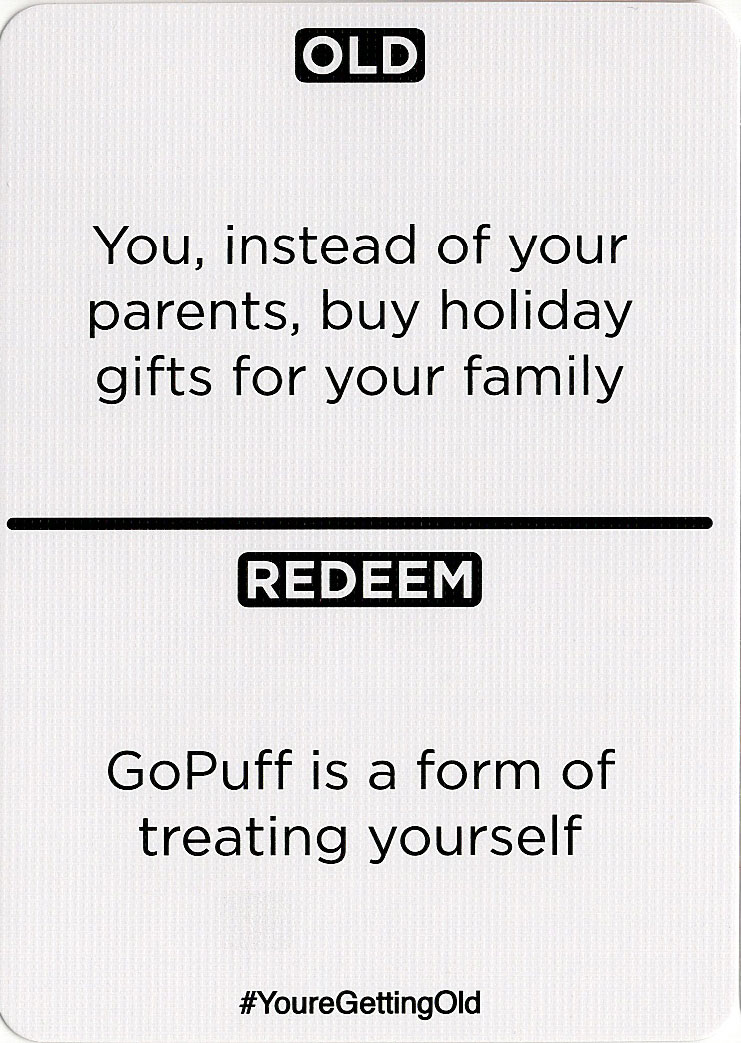 OLD
You, instead of your
parents, buy holiday
gifts for your family
REDEEM
GoPuff is a form of
treating yourself
#YoureGettingOld